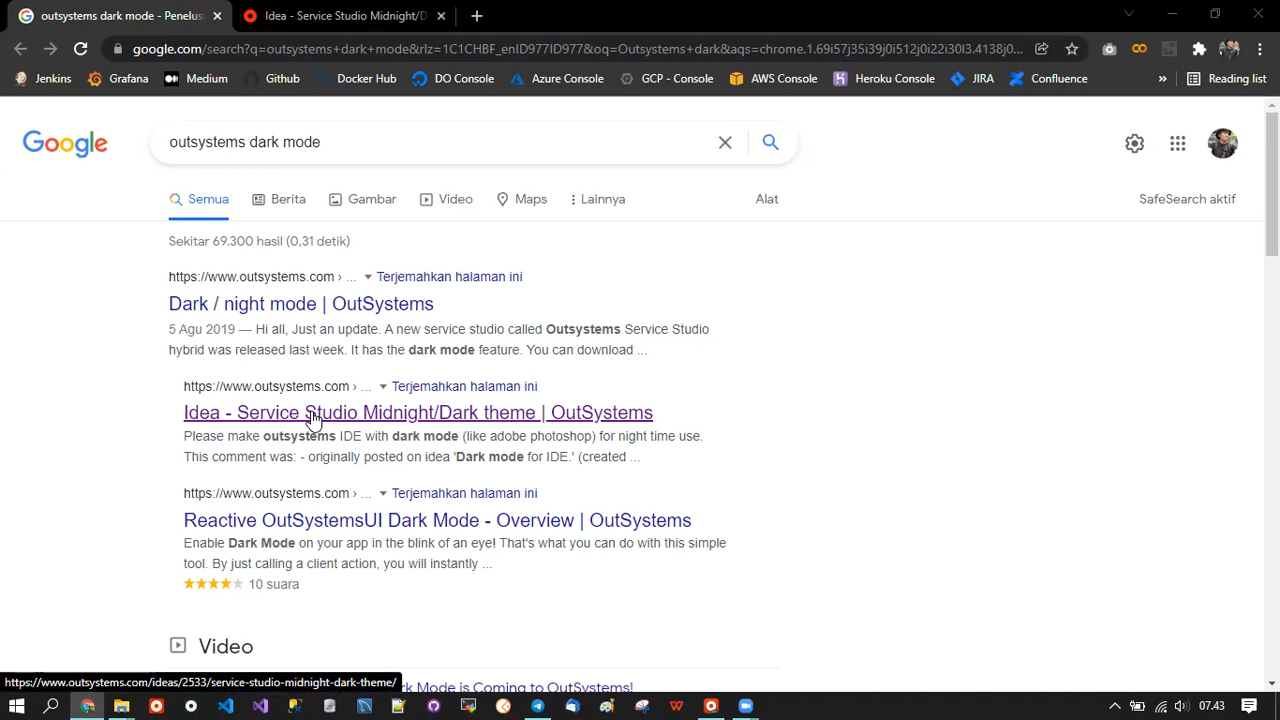 outsystems dark mode - Penelus
Idea - Service Studio Midnight/D
google.com/search?q=outsystems+dark+mode&rlz=1C1CHBF_enID977ID977&oq=Outsystems+dark&aqs=chrome.1.69i57j35i39j0i512j0i22i30l3.4138j0...
Jenkins
Grafana
Medium
Github
Docker Hub
DO Console
Azure Console
GCP - Console
AWS Console
Heroku Console
JIRA
Confluence
»
Reading list
Google
outsystems dark mode
Semua
Berita
Gambar
Video
Maps
Lainnya
Alat
SafeSearch aktif
Sekitar 69.300 hasil (0,31 detik)
https://www.outsystems.com › ... Terjemahkan halaman ini
Dark / night mode | OutSystems
5 Agu 2019 — Hi all, Just an update. A new service studio called Outsystems Service Studio
hybrid was released last week. It has the dark mode feature. You can download ...
https://www.outsystems.com › ... Terjemahkan halaman ini
Idea - Service Studio Midnight/Dark theme | OutSystems
Please make outsystems IDE with dark mode (like adobe photoshop) for night time use.
This comment was: - originally posted on idea 'Dark mode for IDE.' (created ...
https://www.outsystems.com › ... Terjemahkan halaman ini
Reactive OutSystemsUI Dark Mode - Overview | OutSystems
Enable Dark Mode on your app in the blink of an eye! That's what you can do with this simple
tool. By just calling a client action, you will instantly ...
10 suara
Video
https://www.outsystems.com/ideas/2533/service-studio-midnight-dark-theme/
k Mode is Coming to OutSystems!
07.43